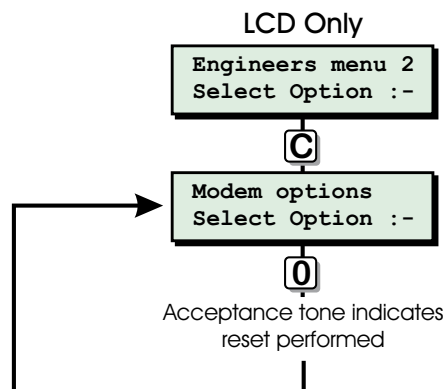 LCD Only
Engineers menu 2
Select Option :-
C
Modem options
Select Option :-
0
Acceptance tone indicates
reset performed